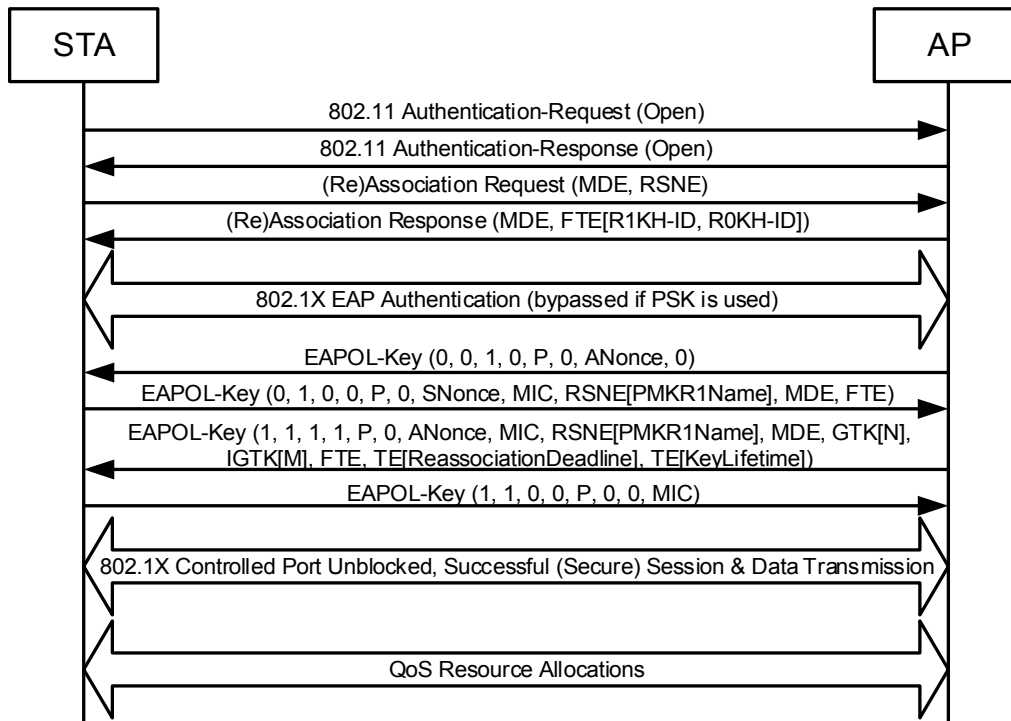 STA
AP
802.11 Authentication-Request (Open)
802.11 Authentication-Response (Open)
(Re)Association Request (MDE, RSNE)
(Re)Association Response (MDE, FTE[R1KH-ID, R0KH-ID])
802.1X EAP Authentication (bypassed if PSK is used)
EAPOL-Key (0, 0, 1, 0, P, 0, ANonce, 0)
EAPOL-Key (0, 1, 0, 0, P, 0, SNonce, MIC, RSNE[PMKR1Name], MDE, FTE)
EAPOL-Key (1, 1, 1, 1, P, 0, ANonce, MIC, RSNE[PMKR1Name], MDE, GTK[N],
IGTK[M], FTE, TE[ReassociationDeadline], TE[KeyLifetime])
EAPOL-Key (1, 1, 0, 0, P, 0, 0, MIC)
802.1X Controlled Port Unblocked, Successful (Secure) Session & Data Transmission
QoS Resource Allocations